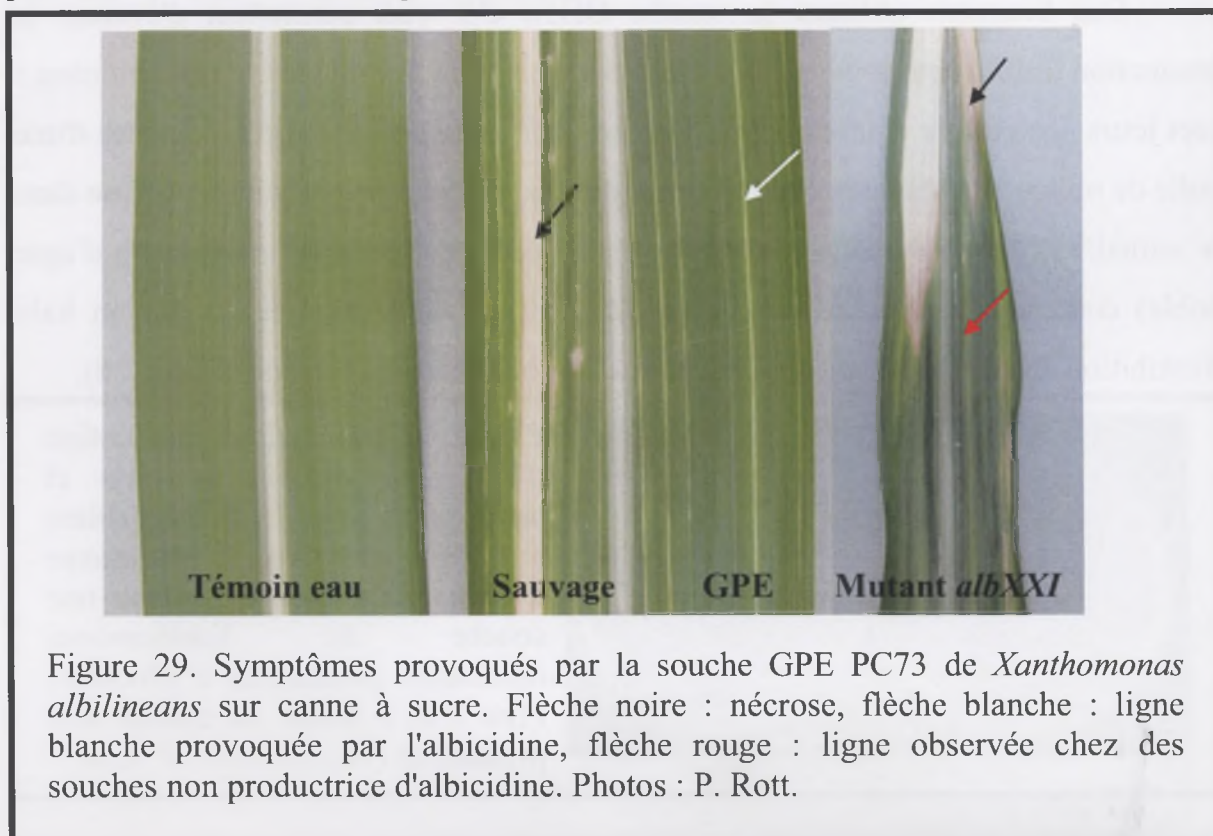 Témoin eau Sauvage GPE Mutant albXXI
Figure 29. Symptômes provoqués par la souche GPE PC73 de Xanthomonas
albilineans sur canne à sucre. Flèche noire : nécrose, flèche blanche : ligne
blanche provoquée par l'albicidine, flèche rouge : ligne observée chez des
souches non productrice d'albicidine. Photos : P. Rott.